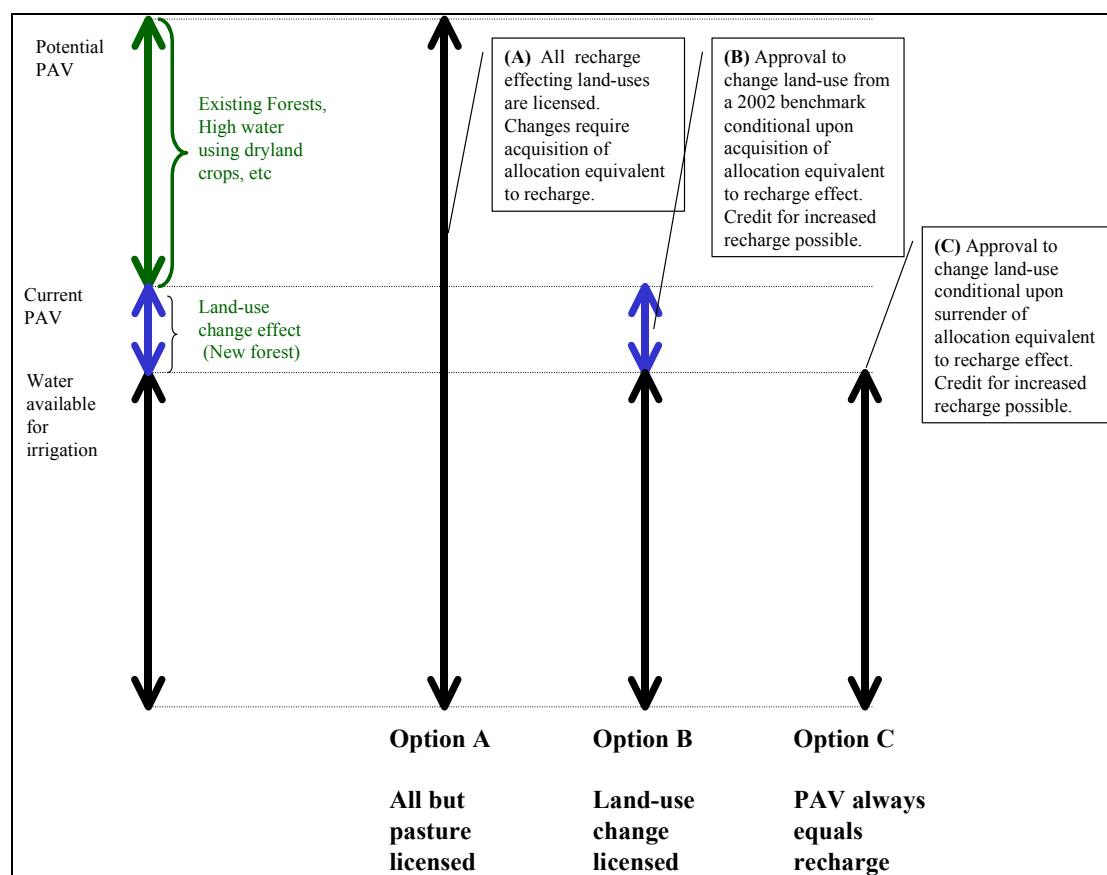 Potential
PAV
Existing Forests,
High water
using dryland
crops, etc
Current
PAV
Land-use
change effect
(New forest)
Water
available
for
irrigation
(A) All recharge
effecting land-uses
are licensed.
Changes require
acquisition of
allocation equivalent
to recharge.
(B) Approval to
change land-use from
a 2002 benchmark
conditional upon
acquisition of
allocation equivalent
to recharge effect.
Credit for increased
recharge possible.
(C) Approval to
change land-use
conditional upon
surrender of
allocation equivalent
to recharge effect.
Credit for increased
recharge possible.
Option A
All but
pasture
licensed
Option B
Land-use
change
licensed
Option C
PAV always
equals
recharge